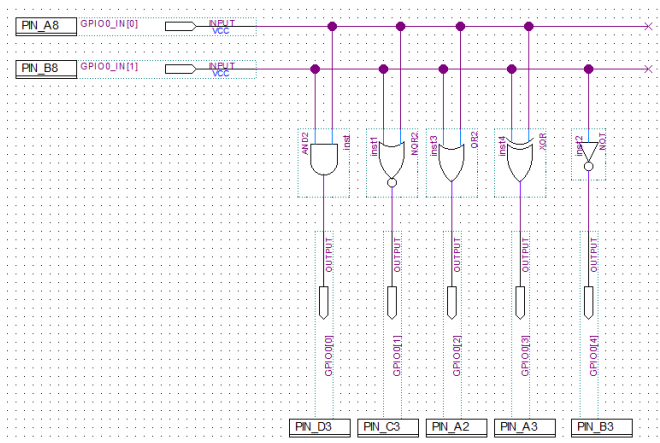 PIN_A8
GPIO0_IN[0]
INPUT
VCC
PIN_B8
GPIO0_IN[1]
INPUT
VCC
AND2
inst
inst1
NOR2
inst3
OR2
inst4
XOR
inst2
NOT
OUTPUT
OUTPUT
OUTPUT
OUTPUT
OUTPUT
GPIO0[0]
GPIO0[1]
GPIO0[2]
GPIO0[3]
GPIO0[4]
PIN_D3
PIN_C3
PIN_A2
PIN_A3
PIN_B3